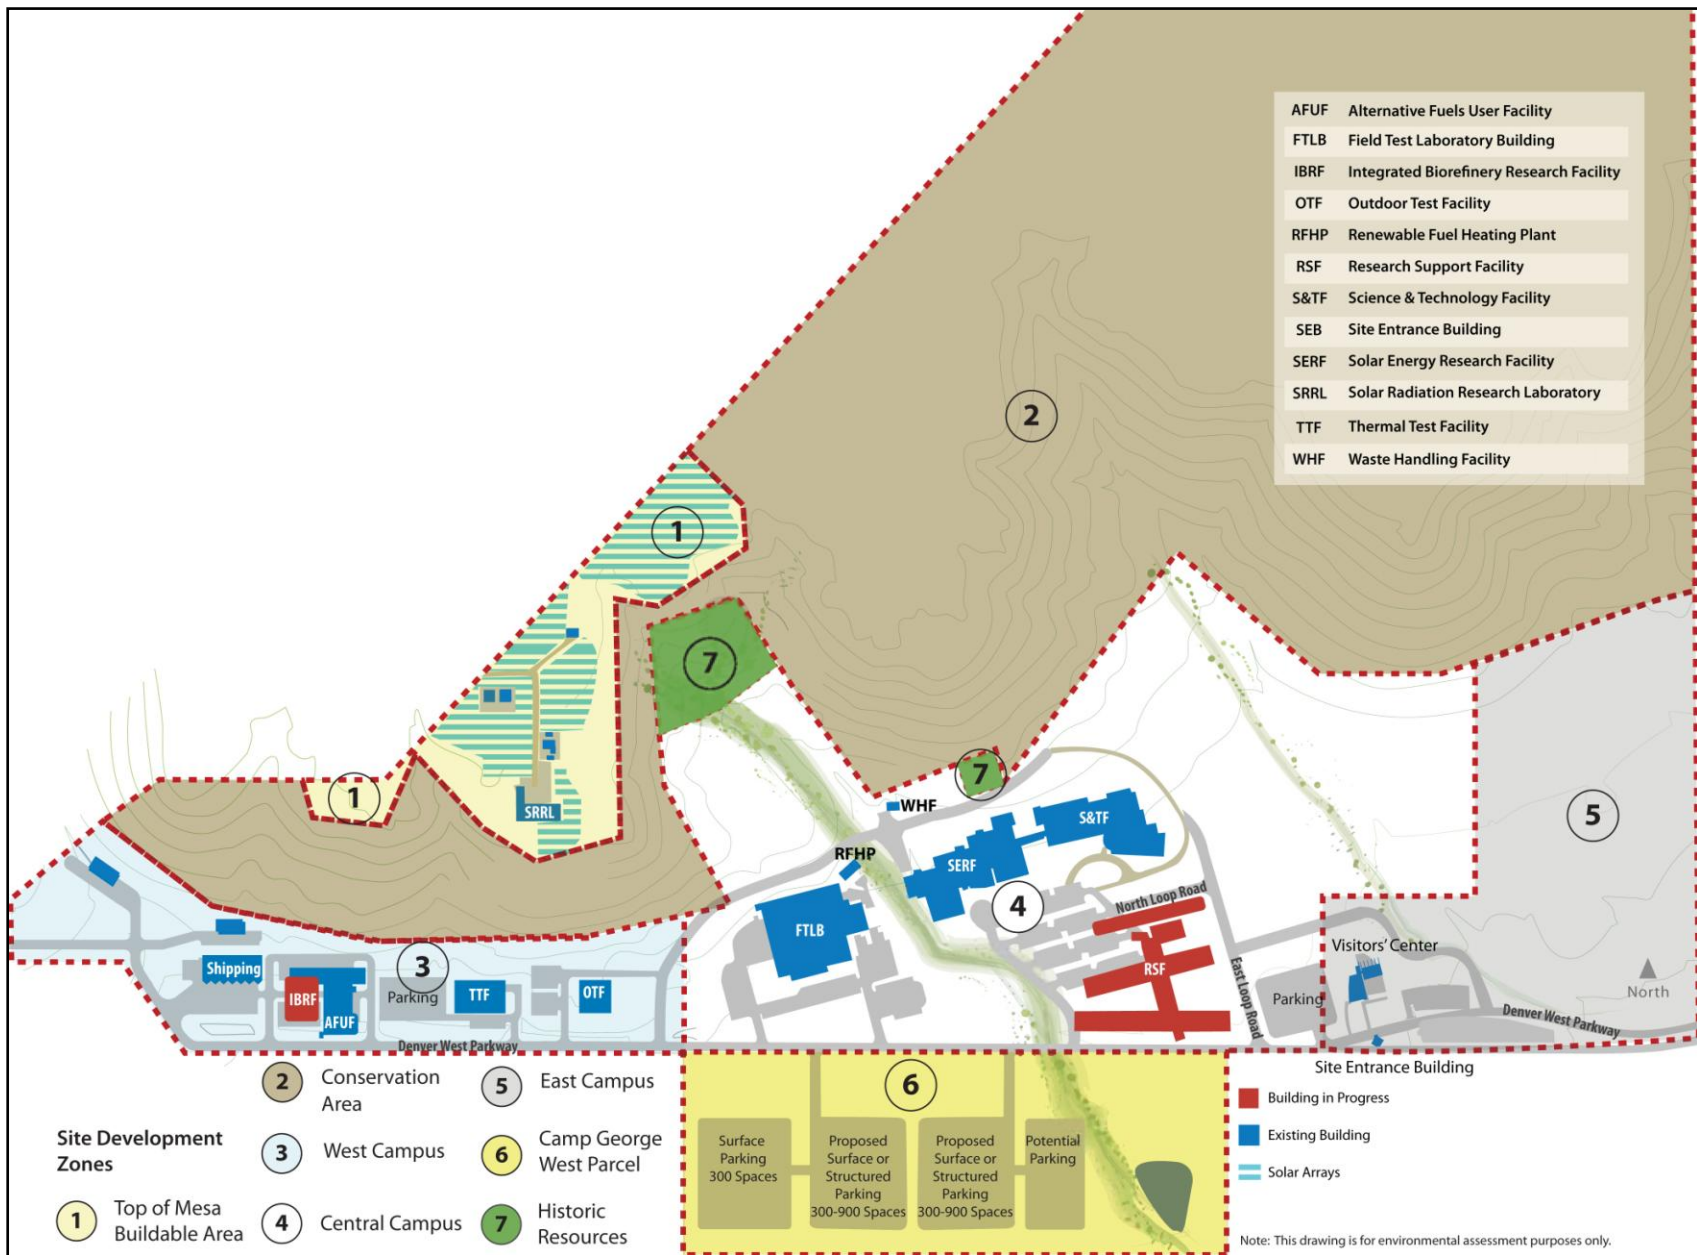 AFUF Alternative Fuels User Facility
FTLB Field Test Laboratory Building
IBRF Integrated Biorefinery Research Facility
OTF Outdoor Test Facility
RFHP Renewable Fuel Heating Plant
RSF Research Support Facility
S&TF Science & Technology Facility
SEB Site Entrance Building
SERF Solar Energy Research Facility
SRRL Solar Radiation Research Laboratory
TTF Thermal Test Facility
WHF Waste Handling Facility
2
1
7
1
SRRL
7
WHF
S&TF
5
RFHP
SERF
4
North Loop Road
FTLB
Visitors' Center
3
Shipping
RSF
IBRF
Parking
TTF
OTF
AFUF
East Loop Road
Parking
North
Denver West Parkway
Denver West Parkway
Site Entrance Building
6
Surface
Parking
300 Spaces
Proposed
Surface or
Structured
Parking
300-900 Spaces
Proposed
Surface or
Structured
Parking
300-900 Spaces
Potential
Parking
Building in Progress
Existing Building
Solar Arrays
Site Development
Zones
1 Top of Mesa
Buildable Area
2 Conservation
Area
3 West Campus
4 Central Campus
5 East Campus
6 Camp George
West Parcel
7 Historic
Resources
Note: This drawing is for environmental assessment purposes only.